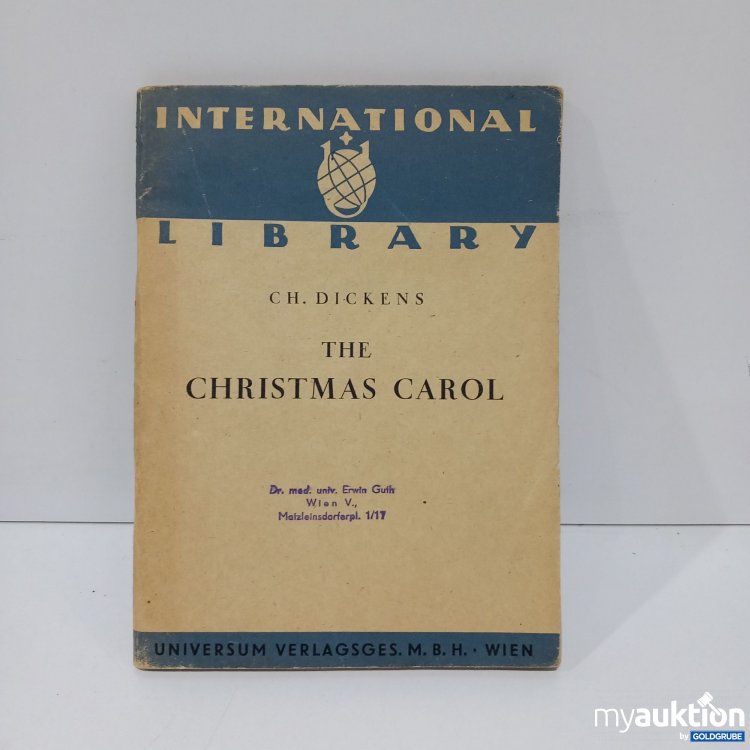 INTERNATIONAL
LIBRARY
CH. DICKENS
THE
CHRISTMAS CAROL
Dr. med. univ. Erwin Guth
Wien V.,
Matzleinsdorferpl. 1/17
UNIVERSUM VERLAGSGES. M. B. H. · WIEN
myauktion
by GOLDGRUBE